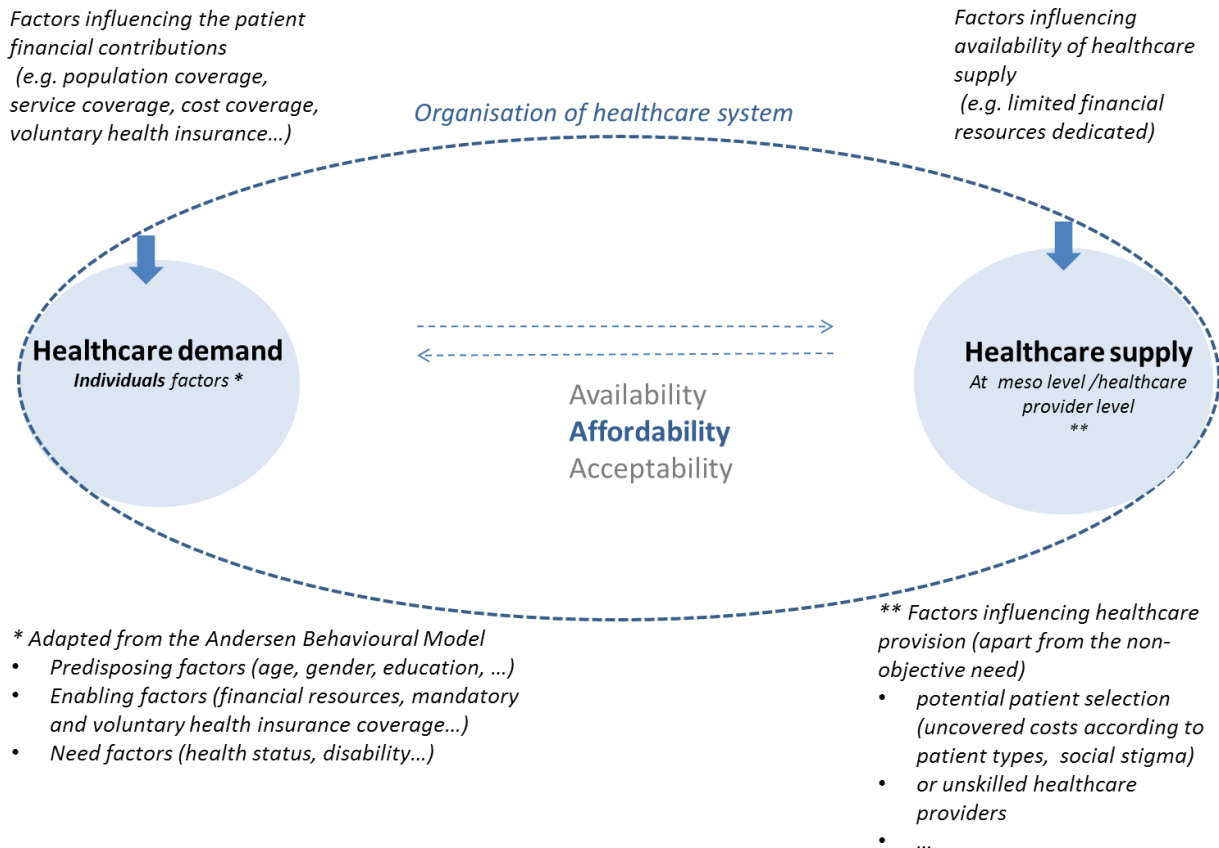 Factors influencing the patient
financial contributions
(e.g. population coverage,
service coverage, cost coverage,
voluntary health insurance…)
Factors influencing
availability of healthcare
supply
(e.g. limited financial
resources dedicated)
Organisation of healthcare system
Healthcare demand
Individuals factors *
Availability
Affordability
Acceptability
Healthcare supply
At meso level /healthcare
provider level
**
* Adapted from the Andersen Behavioural Model
• Predisposing factors (age, gender, education, …)
• Enabling factors (financial resources, mandatory
and voluntary health insurance coverage…)
• Need factors (health status, disability…)
** Factors influencing healthcare
provision (apart from the non-
objective need)
• potential patient selection
(uncovered costs according to
patient types, social stigma)
• or unskilled healthcare
providers
• …